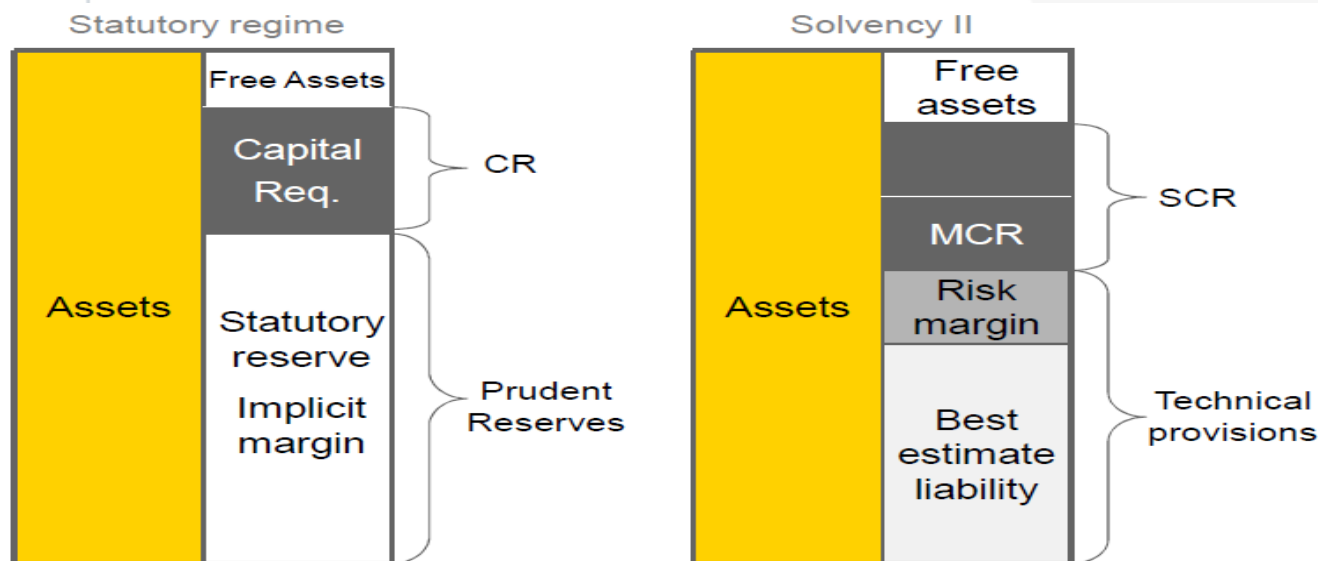 Statutory regime
Assets
Free Assets
Capital
Req.
CR
Statutory
reserve
Implicit
margin
Prudent
Reserves
Solvency II
Assets
Free
assets
MCR
SCR
Risk
margin
Best
estimate
liability
Technical
provisions